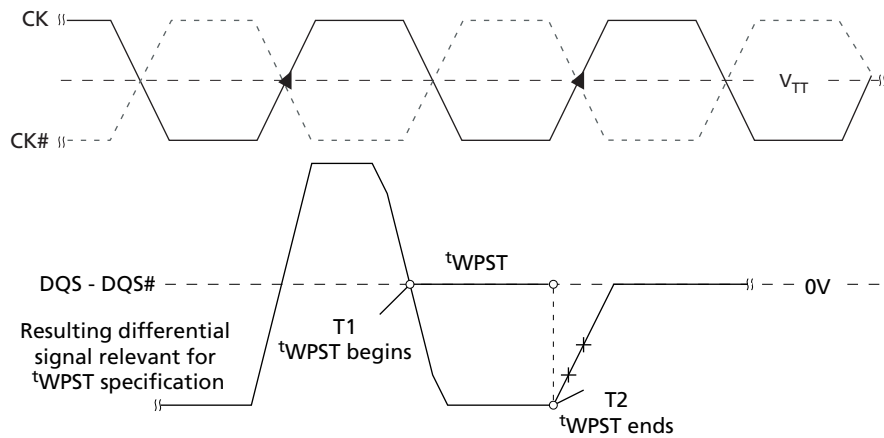 CK
V_TT
CK#
tWPST
DQS - DQS#
0V
T1
tWPST begins
Resulting differential
signal relevant for
tWPST specification
T2
tWPST ends